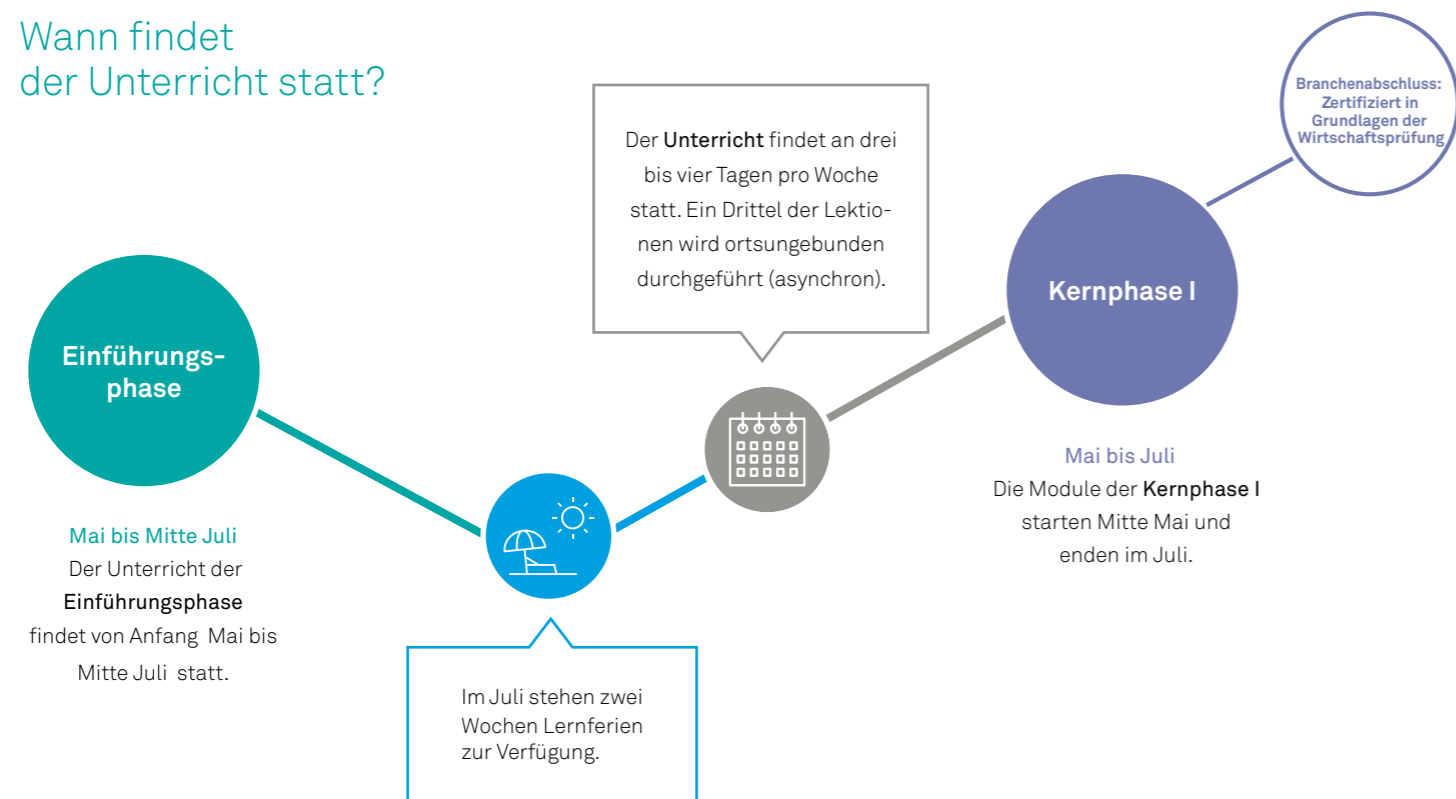 Wann findet
der Unterricht statt?
Einführungs-
phase
Mai bis Mitte Juli
Der Unterricht der
Einführungsphase
findet von Anfang Mai bis
Mitte Juli statt.
Im Juli stehen zwei
Wochen Lernferien
zur Verfügung.
Der Unterricht findet an drei
bis vier Tagen pro Woche
statt. Ein Drittel der Lektio-
nen wird ortsungebunden
durchgeführt (asynchron).
Kernphase I
Mai bis Juli
Die Module der Kernphase I
starten Mitte Mai und
enden im Juli.
Branchenabschluss:
Zertifiziert in
Grundlagen der
Wirtschaftsprüfung